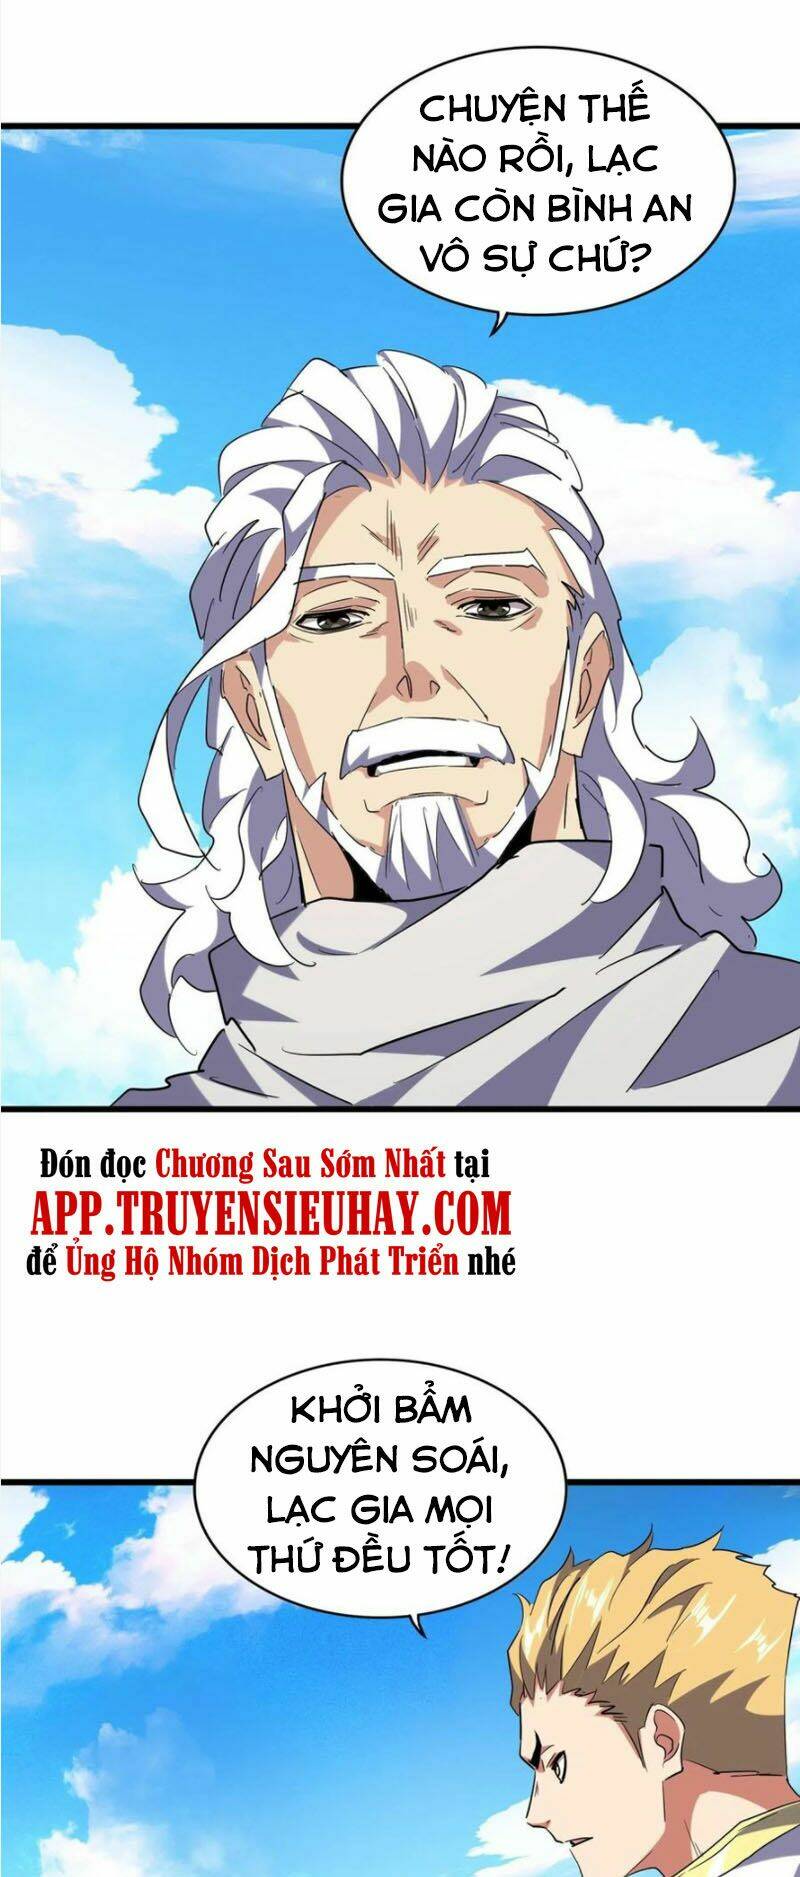 CHUYỆN THẾ
NÀO RỒI, LẠC
GIA CÒN BÌNH AN
VÔ SỰ CHỨ?
Đón đọc Chương Sau Sớm Nhất tại
APP.TRUYENSIEUHAY.COM
để Ủng Hộ Nhóm Dịch Phát Triển nhé
KHỞI BẨM
NGUYÊN SOÁI,
LẠC GIA MỌI
THỨ ĐỀU TỐT!